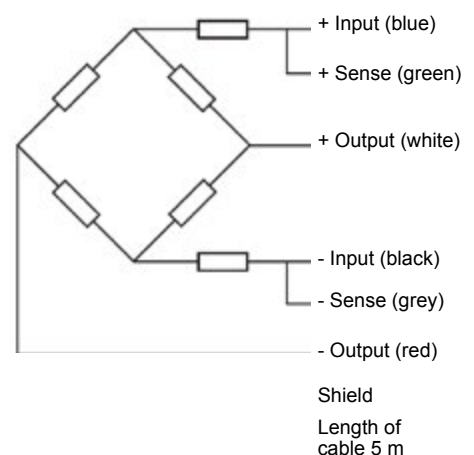 + Input (blue)
+ Sense (green)
+ Output (white)
- Input (black)
- Sense (grey)
- Output (red)
Shield
Length of
cable 5 m